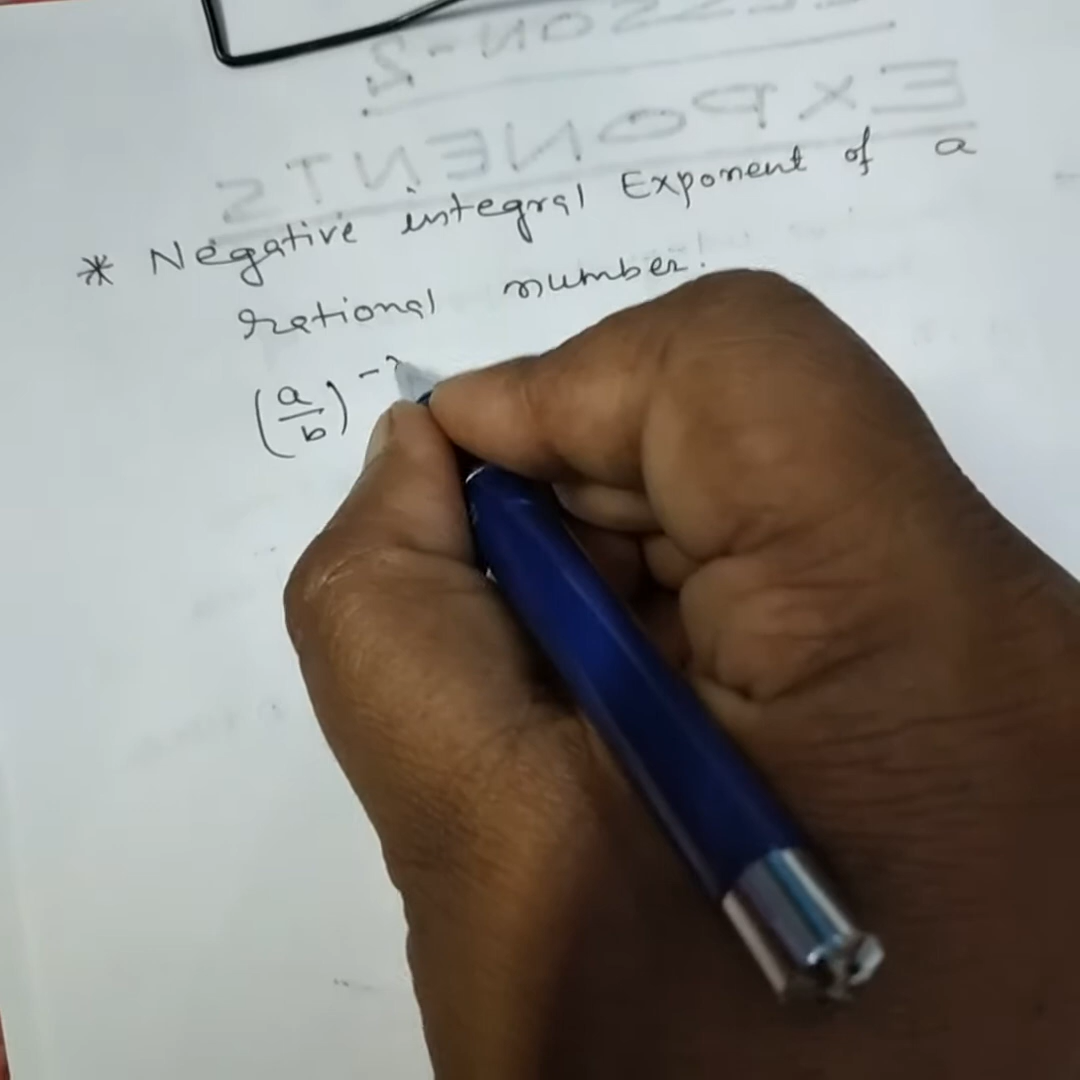 LESSON-2
EXPONENTS
* Negative integral Exponent of a
rational number:
(a/b)^-